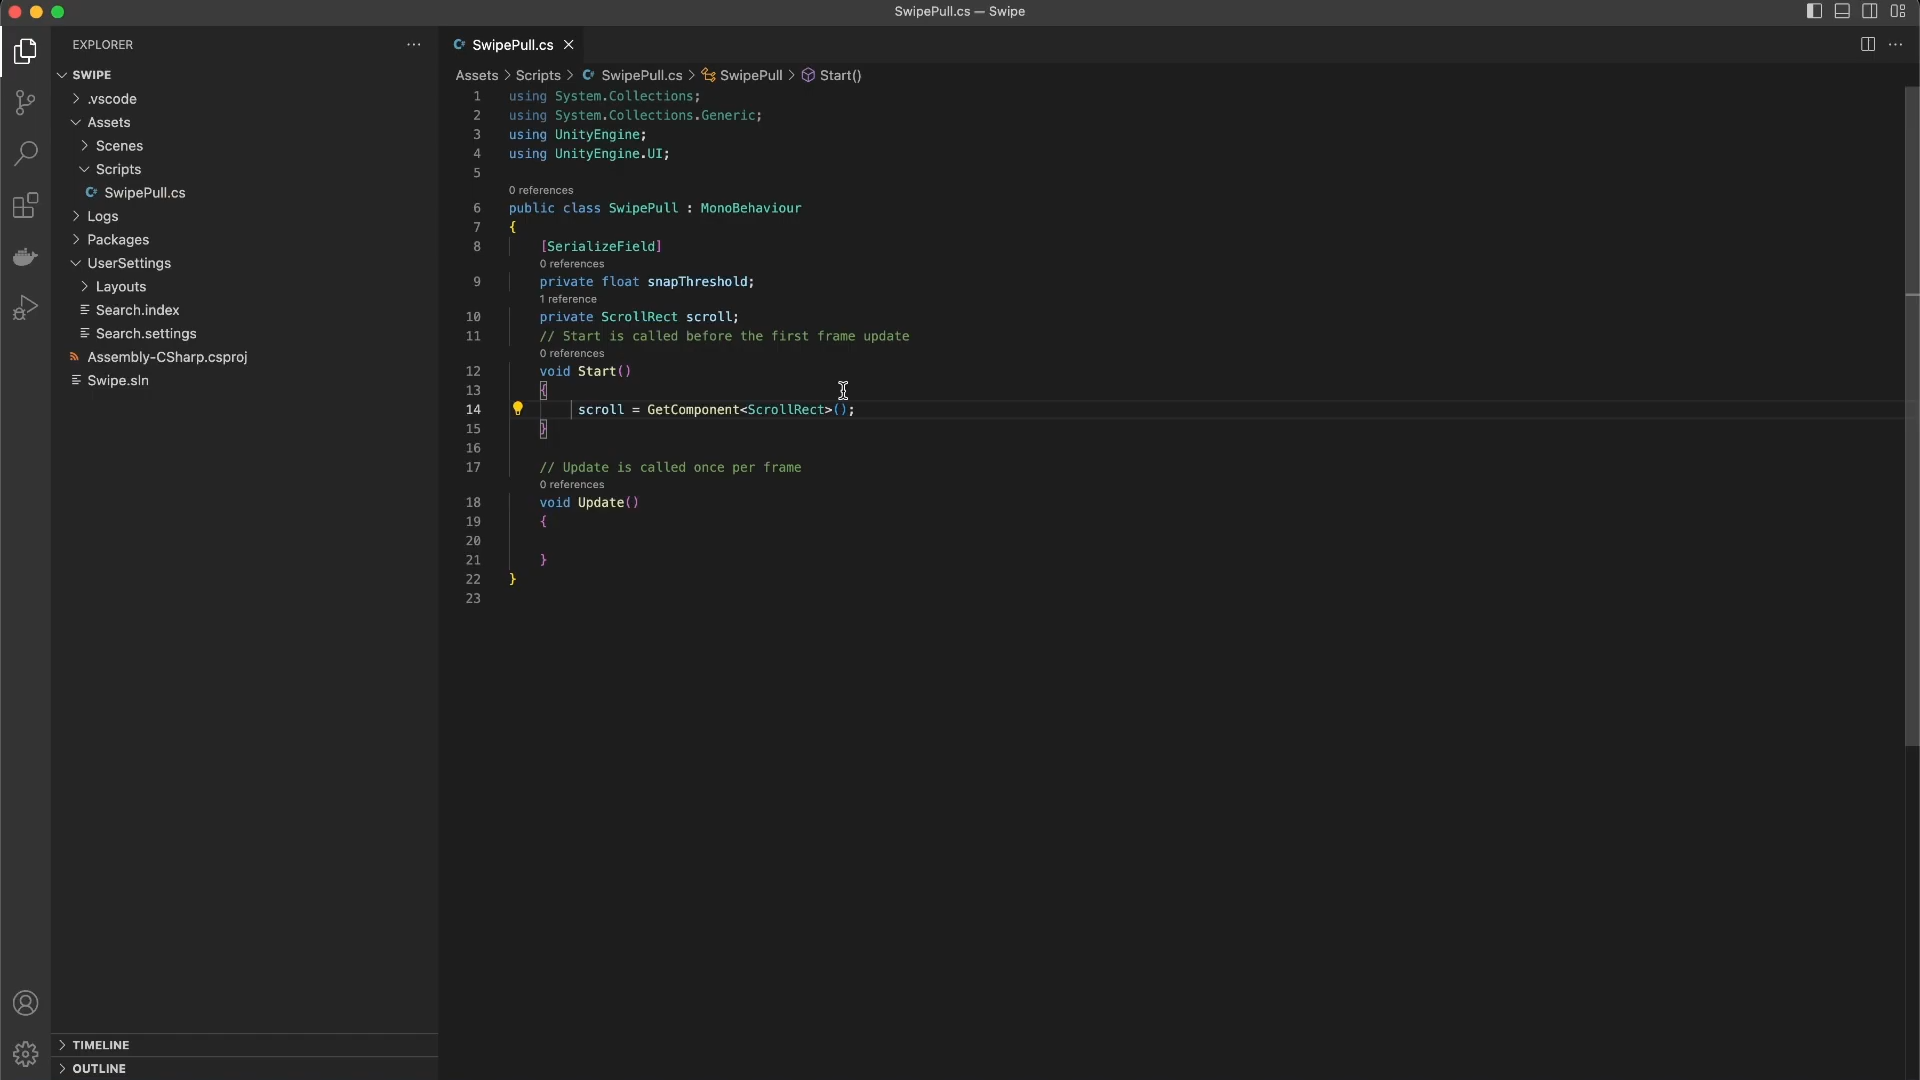 SwipePull.cs — Swipe
EXPLORER
SWIPE
.vscode
Assets
Scenes
Scripts
SwipePull.cs
Logs
Packages
UserSettings
Layouts
Search.index
Search.settings
Assembly-CSharp.csproj
Swipe.sln
TIMELINE
OUTLINE
SwipePull.cs
Assets > Scripts > SwipePull.cs > SwipePull > Start()
1 using System.Collections;
2 using System.Collections.Generic;
3 using UnityEngine;
4 using UnityEngine.UI;
5
0 references
6 public class SwipePull : MonoBehaviour
7 {
8 [SerializeField]
0 references
9 private float snapThreshold;
1 reference
10 private ScrollRect scroll;
11 // Start is called before the first frame update
0 references
12 void Start()
13 {
14 scroll = GetComponent<ScrollRect>();
15 }
16
17 // Update is called once per frame
0 references
18 void Update()
19 {
20
21 }
22 }
23